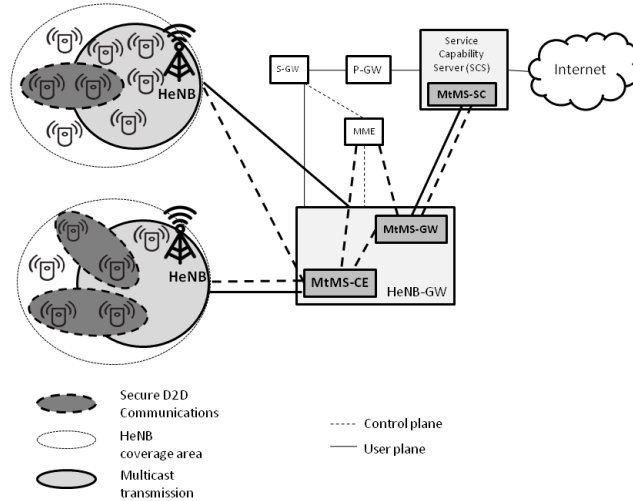 Service
Capability
Server (SCS)
MtMS-SC
Internet
S-GW
P-GW
MME
HeNB
MtMS-GW
MtMS-CE
HeNB-GW
HeNB
Secure D2D
Communications
HeNB
coverage area
Multicast
transmission
Control plane
User plane